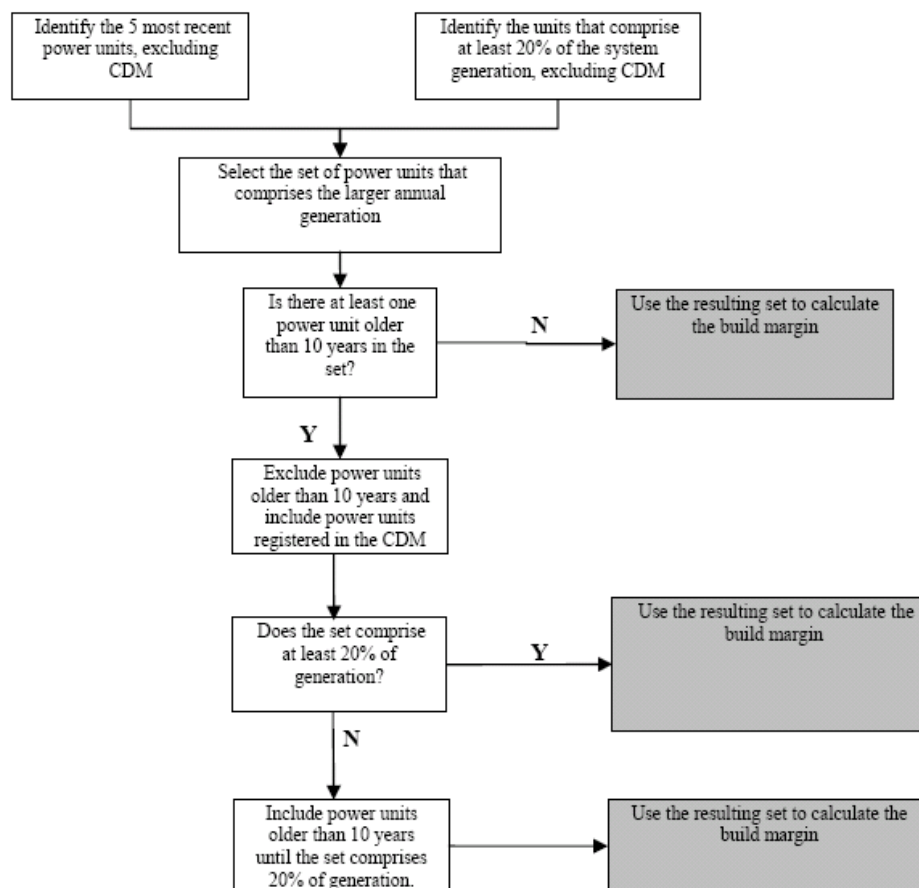 Identify the 5 most recent
power units, excluding
CDM
Identify the units that comprise
at least 20% of the system
generation, excluding CDM
Select the set of power units that
comprises the larger annual
generation
Is there at least one
power unit older
than 10 years in the
set?
N
Use the resulting set to calculate
the build margin
Y
Exclude power units
older than 10 years and
include power units
registered in the CDM
Does the set comprise
at least 20% of
generation?
Y
Use the resulting set to calculate the
build margin
N
Include power units
older than 10 years
until the set comprises
20% of generation.
Use the resulting set to calculate the
build margin